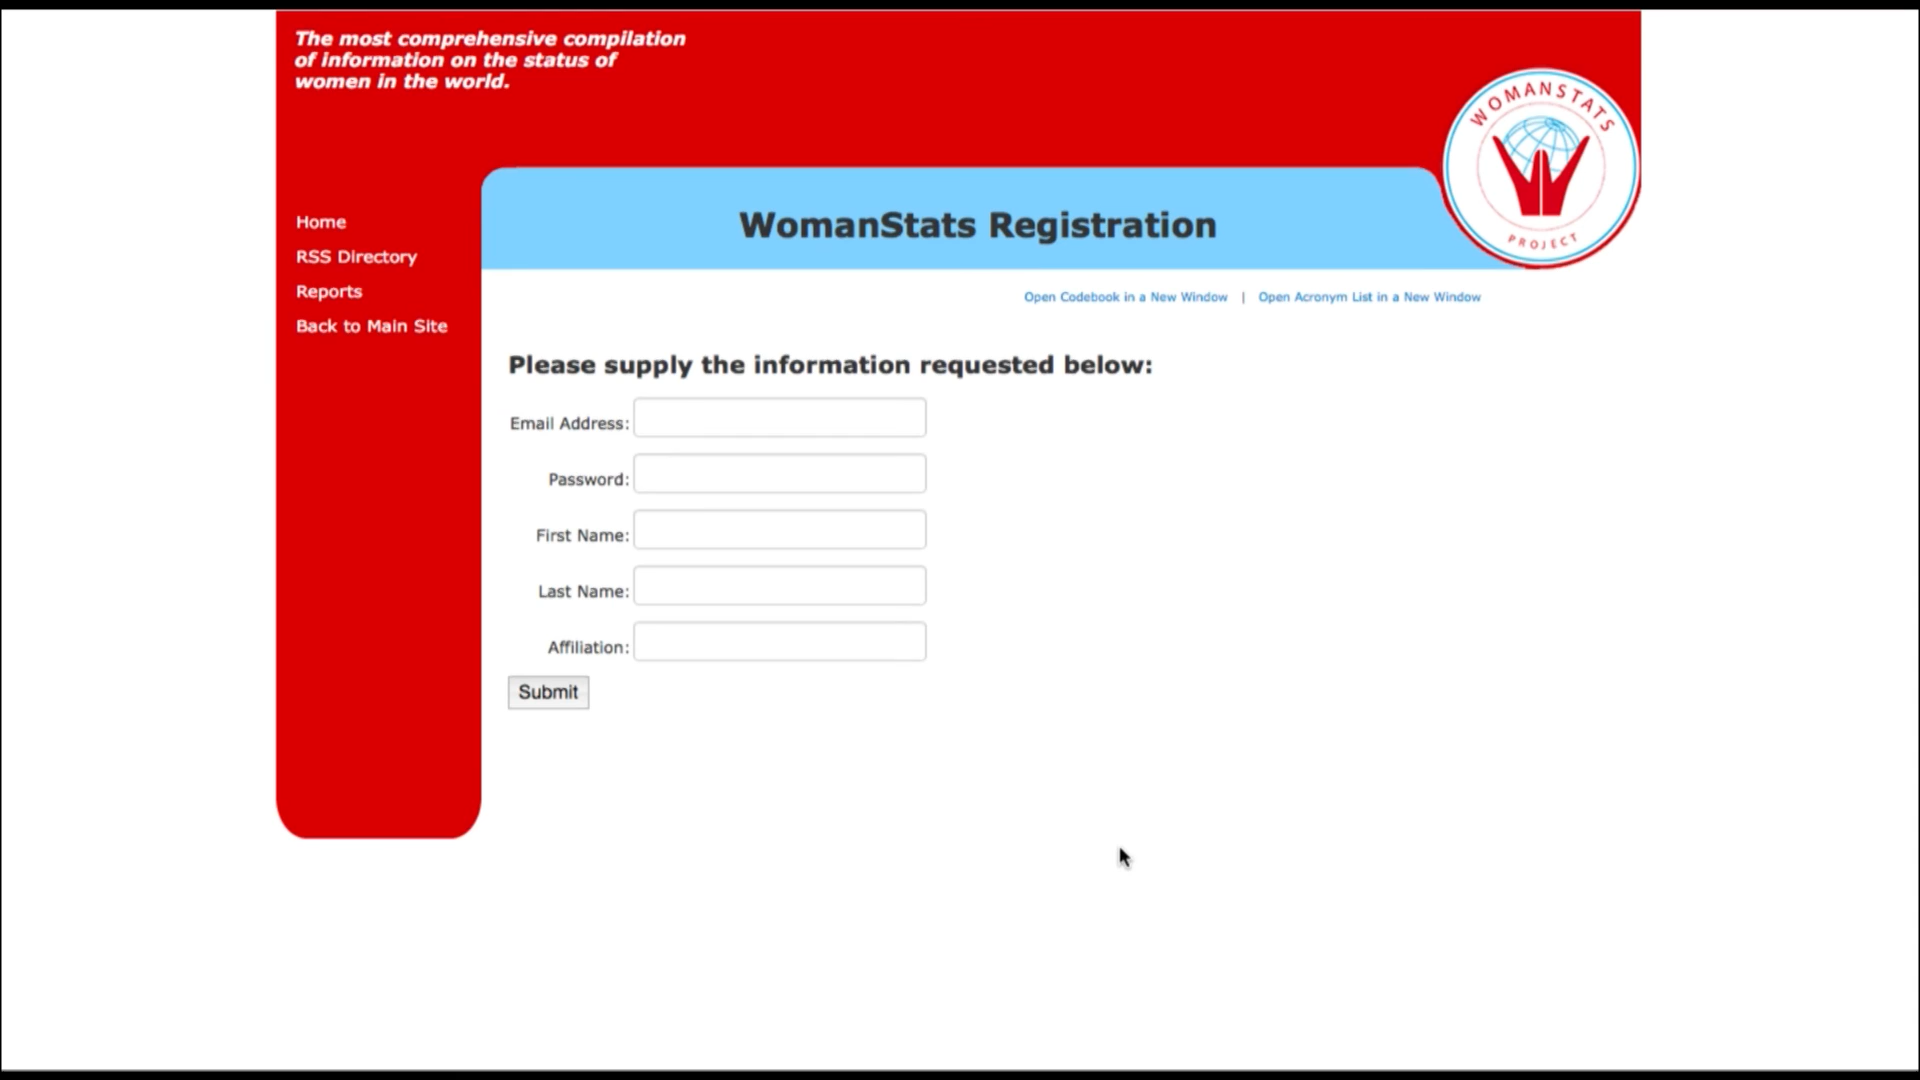 The most comprehensive compilation
of information on the status of
women in the world.
WOMANSTATS
PROJECT
WomanStats Registration
Home
RSS Directory
Reports
Back to Main Site
Open Codebook in a New Window | Open Acronym List in a New Window
Please supply the information requested below:
Email Address:
Password:
First Name:
Last Name:
Affiliation:
Submit